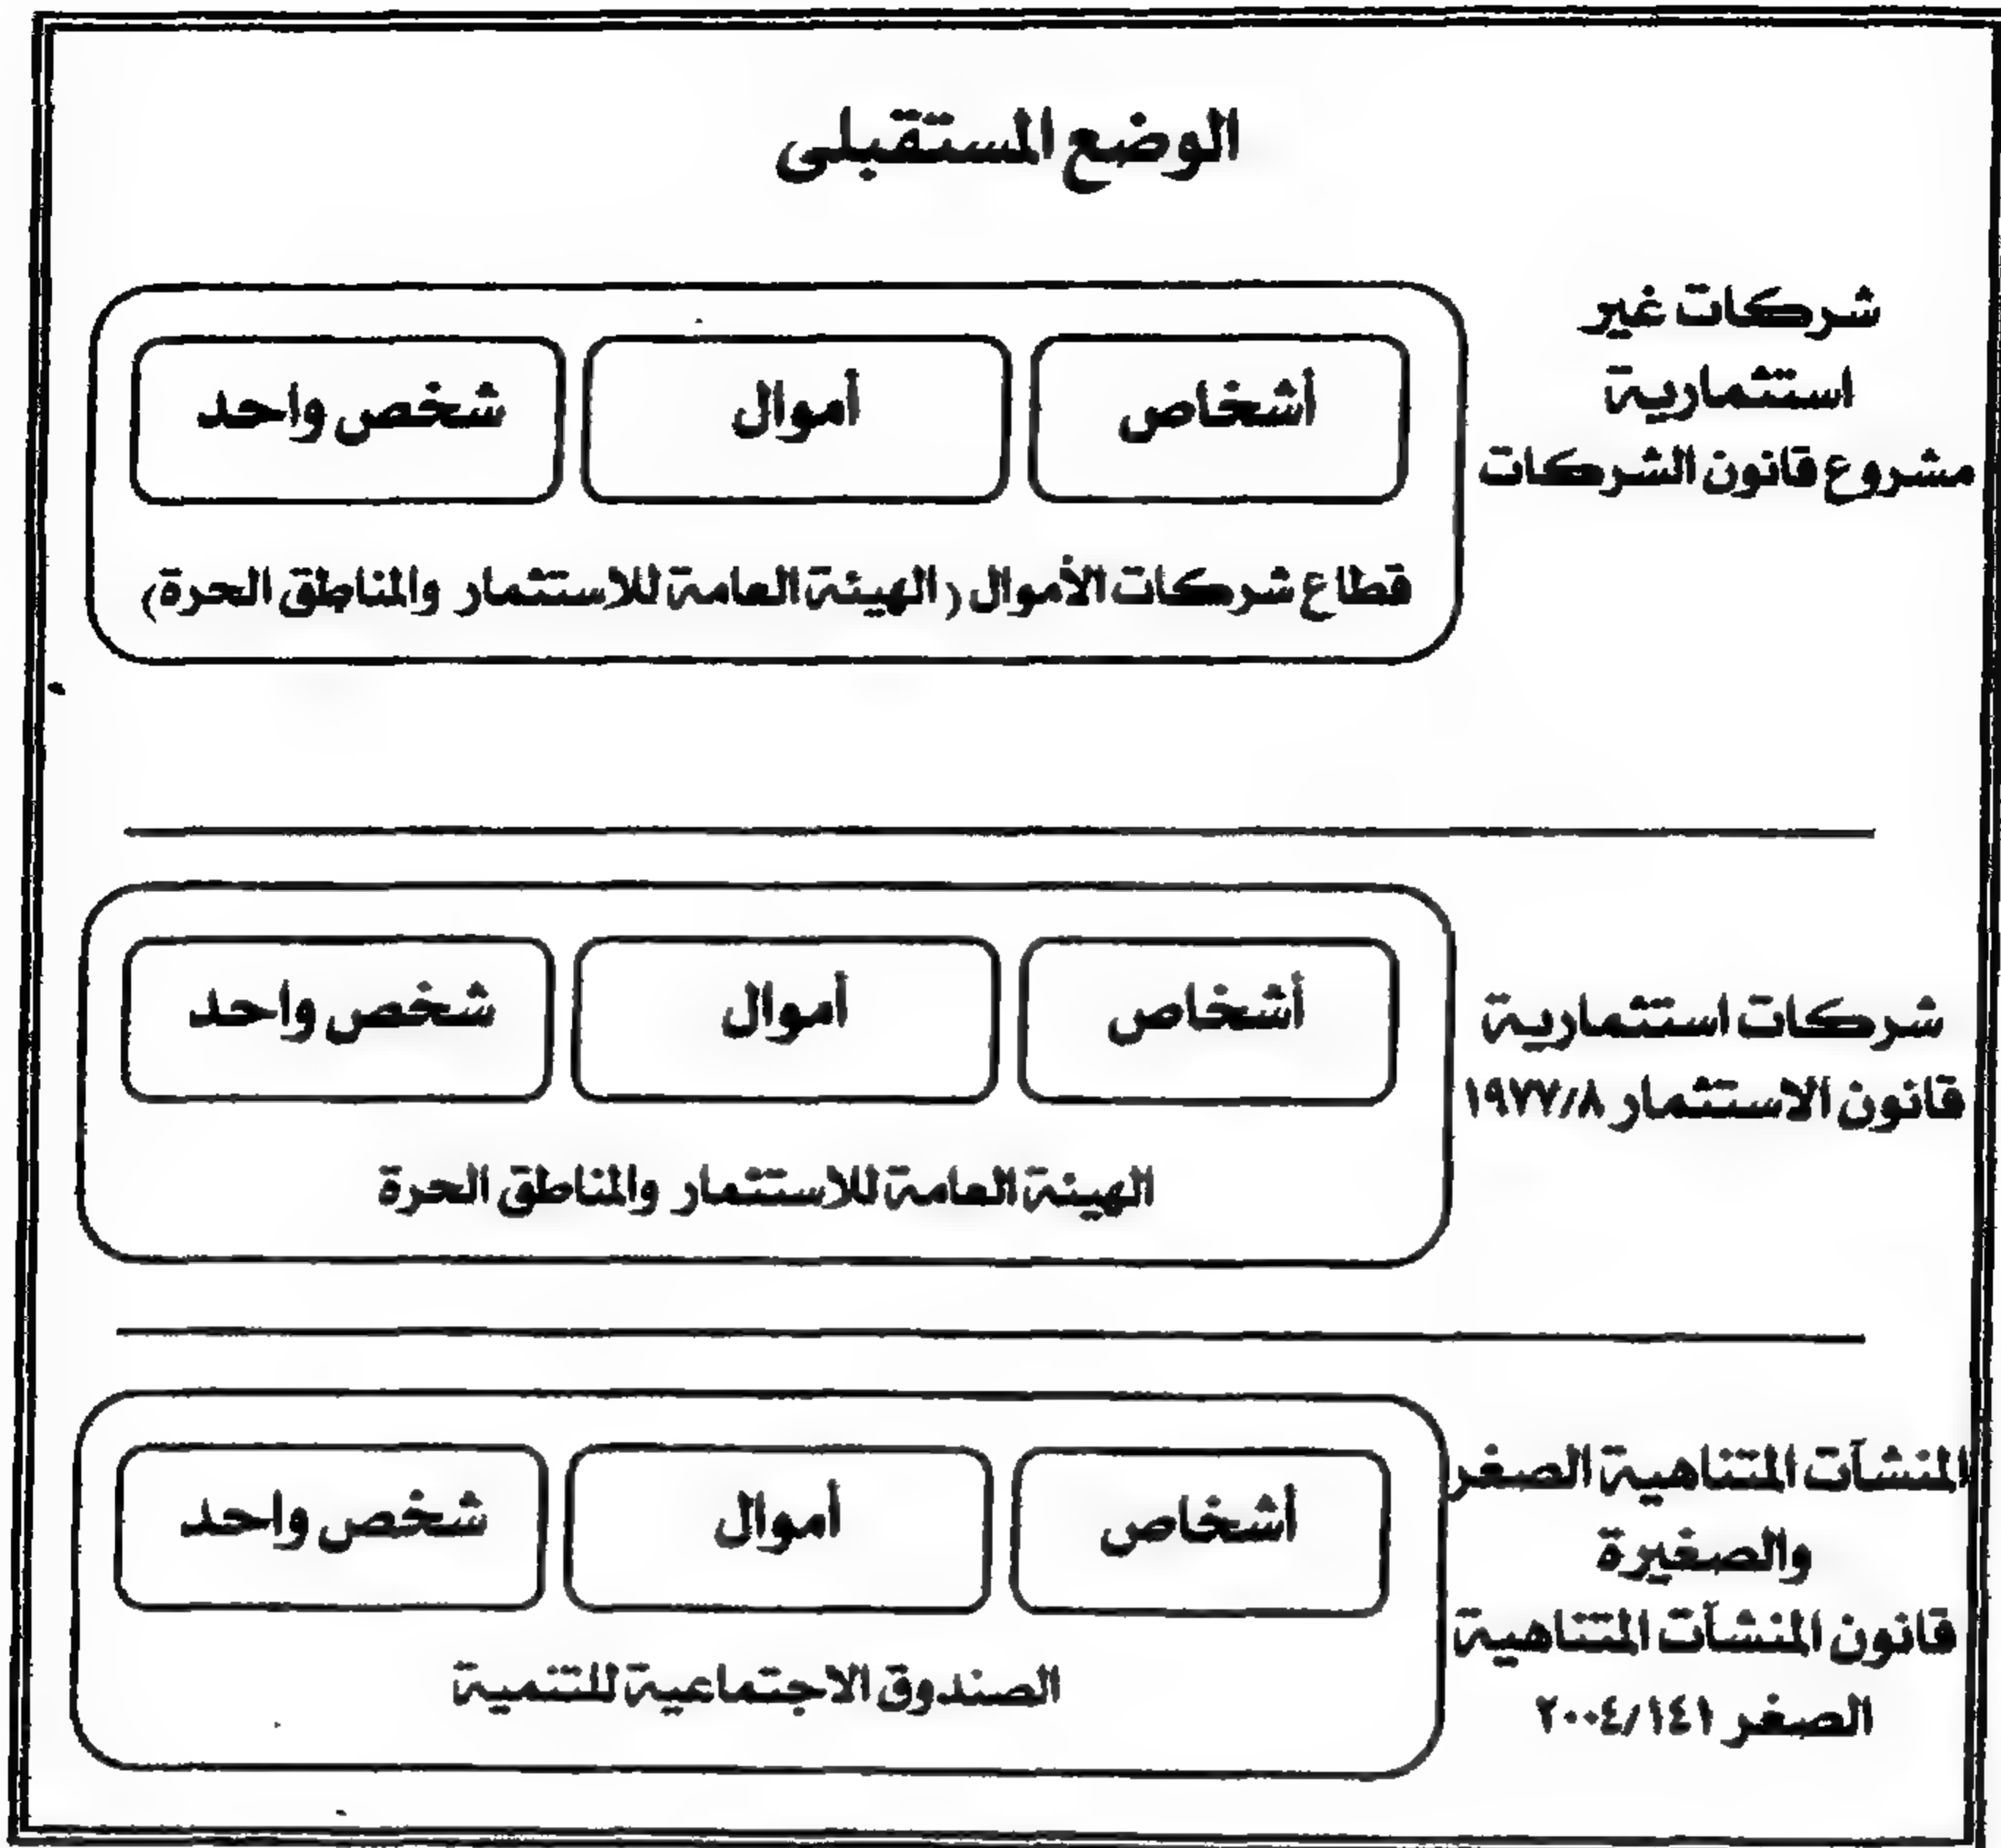 الوضع المستقبلى
شركات غير
استثمارية
مشروع قانون الشركات
أشخاص
أموال
شخص واحد
قطاع شركات الأموال (الهيئة العامة للاستثمار والمناطق الحرة)
شركات استثمارية
قانون الاستثمار ١٩٧٧/٨
أشخاص
أموال
شخص واحد
الهيئة العامة للاستثمار والمناطق الحرة
المنشآت المتناهية الصغر
والصغيرة
قانون المنشآت المتناهية
الصغر ٢٠٠٤/١٤١
أشخاص
أموال
شخص واحد
الصندوق الاجتماعية للتنمية